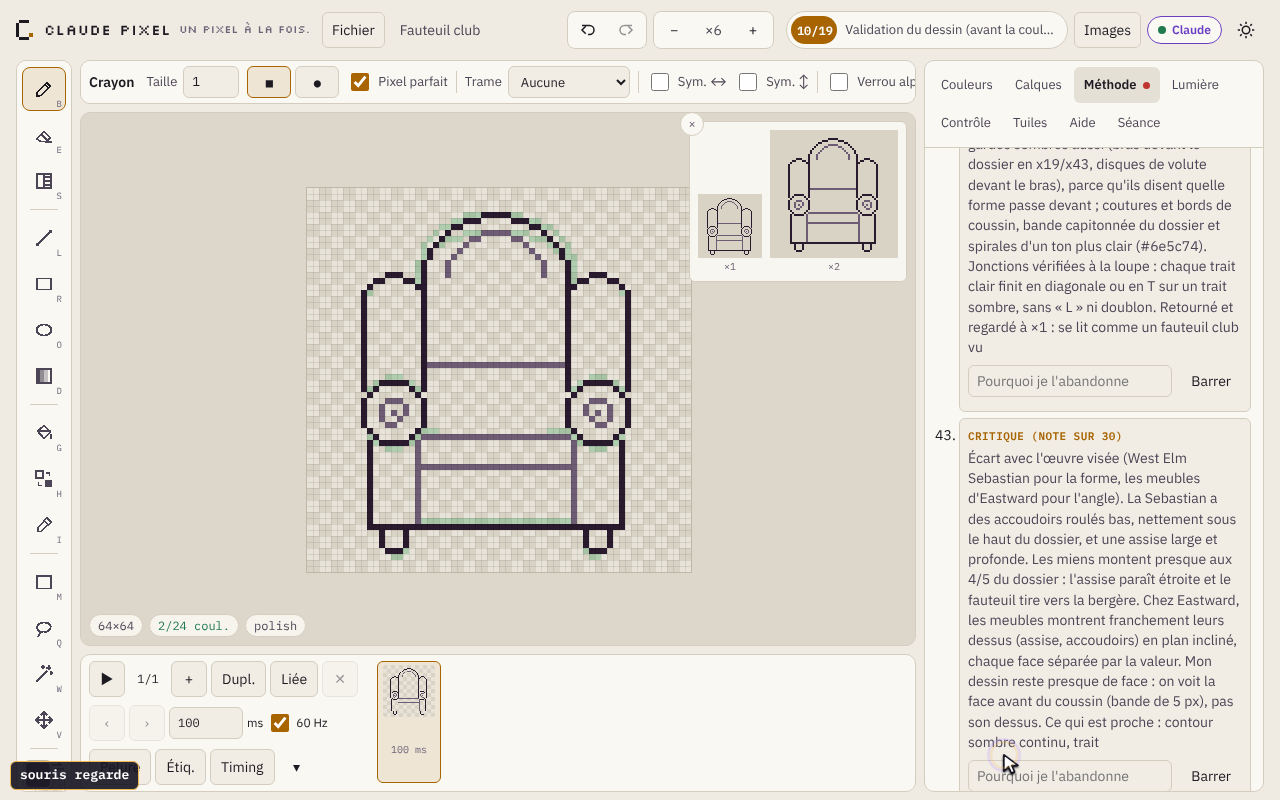 CLAUDE PIXEL UN PIXEL À LA FOIS. Fichier Fauteuil club − ×6 + 10/19 Validation du dessin (avant la coul… Images Claude
Crayon Taille 1 Pixel parfait Trame Aucune Sym. Sym. Verrou alp
Couleurs Calques Méthode Lumière
Contrôle Tuiles Aide Séance
B
E
S
L
R
O
D
G
H
I
M
Q
W
V
×
×1
×2
dossier en x19/x43, disques de volute
devant le bras), parce qu'ils disent quelle
forme passe devant ; coutures et bords de
coussin, bande capitonnée du dossier et
spirales d'un ton plus clair (#6e5c74).
Jonctions vérifiées à la loupe : chaque trait
clair finit en diagonale ou en T sur un trait
sombre, sans « L » ni doublon. Retourné et
regardé à ×1 : se lit comme un fauteuil club
vu
Pourquoi je l'abandonne Barrer
43. CRITIQUE (NOTE SUR 30)
Écart avec l'œuvre visée (West Elm
Sebastian pour la forme, les meubles
d'Eastward pour l'angle). La Sebastian a
des accoudoirs roulés bas, nettement sous
le haut du dossier, et une assise large et
profonde. Les miens montent presque aux
4/5 du dossier : l'assise paraît étroite et le
fauteuil tire vers la bergère. Chez Eastward,
les meubles montrent franchement leurs
dessus (assise, accoudoirs) en plan incliné,
chaque face séparée par la valeur. Mon
dessin reste presque de face : on voit la
face avant du coussin (bande de 5 px), pas
son dessus. Ce qui est proche : contour
sombre continu, trait
Pourquoi je l'abandonne Barrer
64×64 2/24 coul. polish
1/1 + Dupl. Liée ×
‹ › 100 ms 60 Hz
Étiq. Timing ▼
100 ms
souris regarde